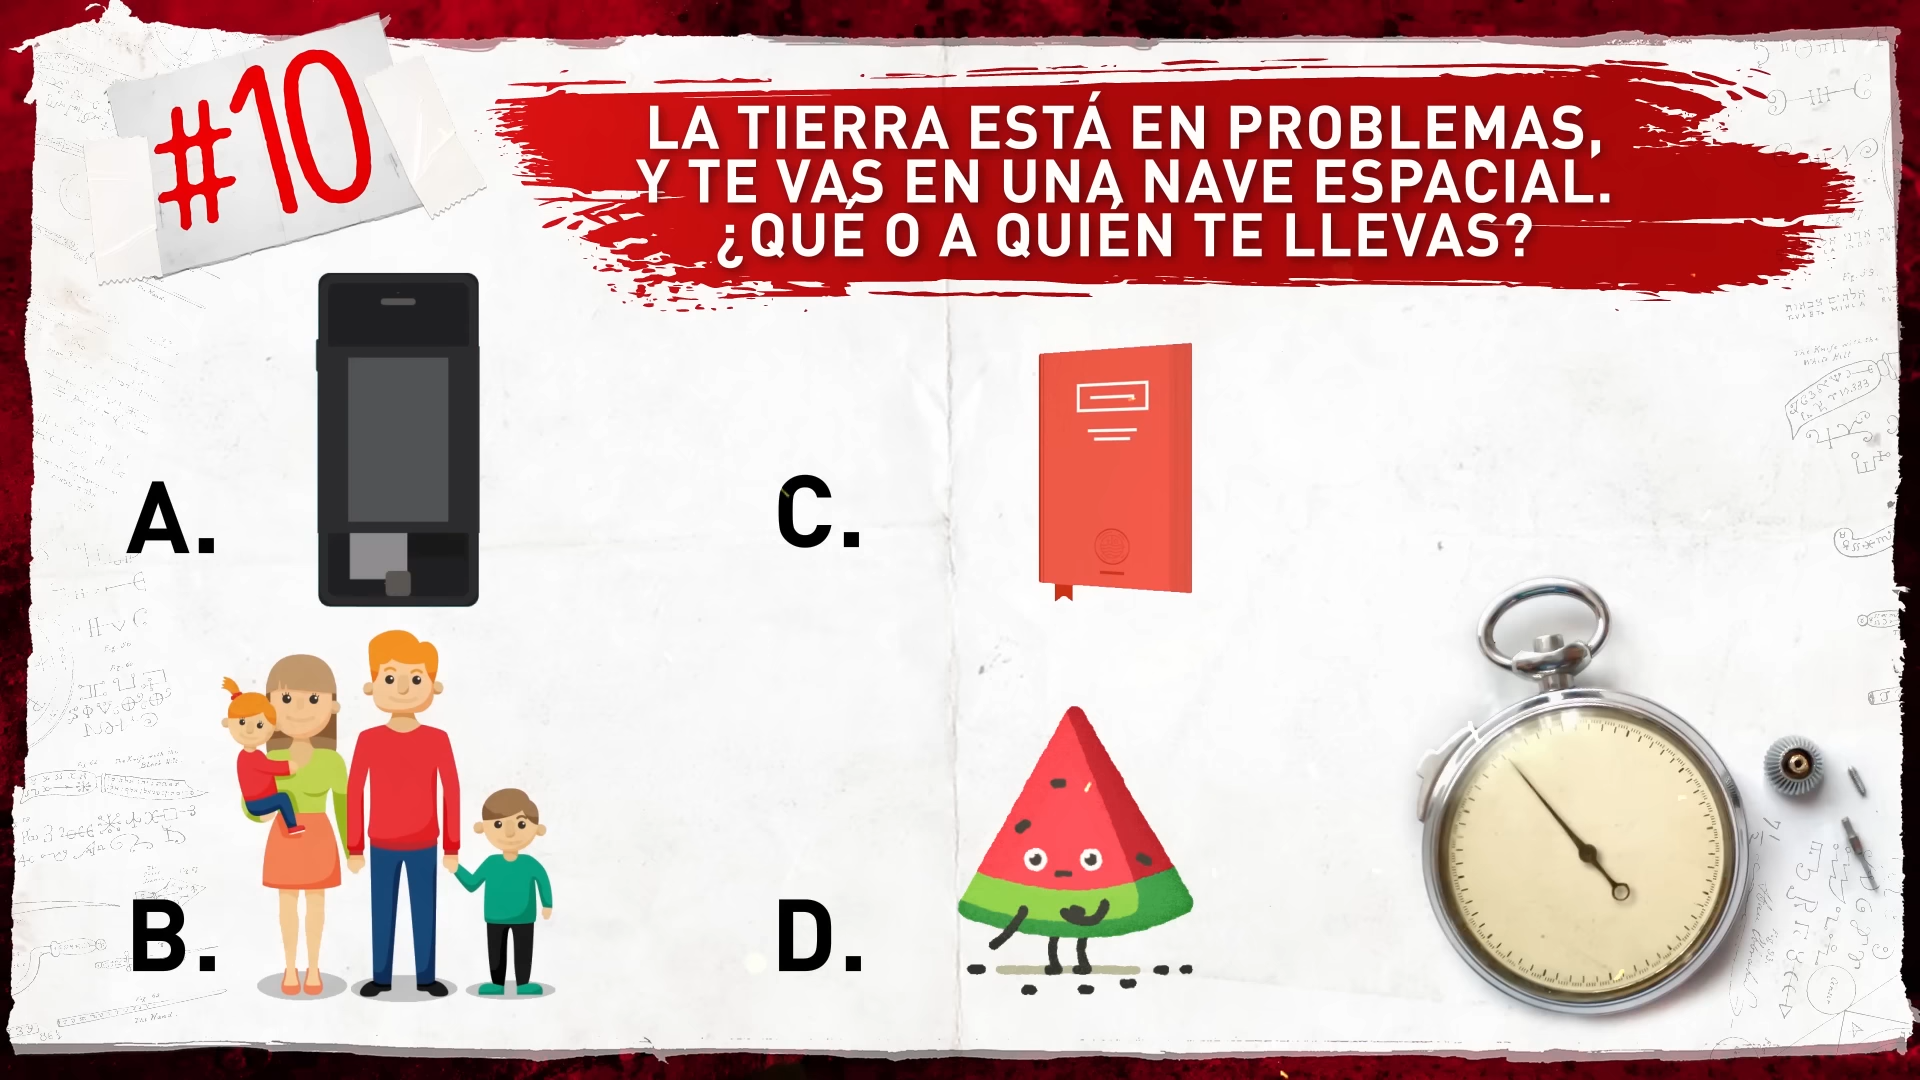 #10
LA TIERRA ESTÁ EN PROBLEMAS,
Y TE VAS EN UNA NAVE ESPACIAL.
¿QUÉ O A QUIÉN TE LLEVAS?
A.
C.
B.
D.